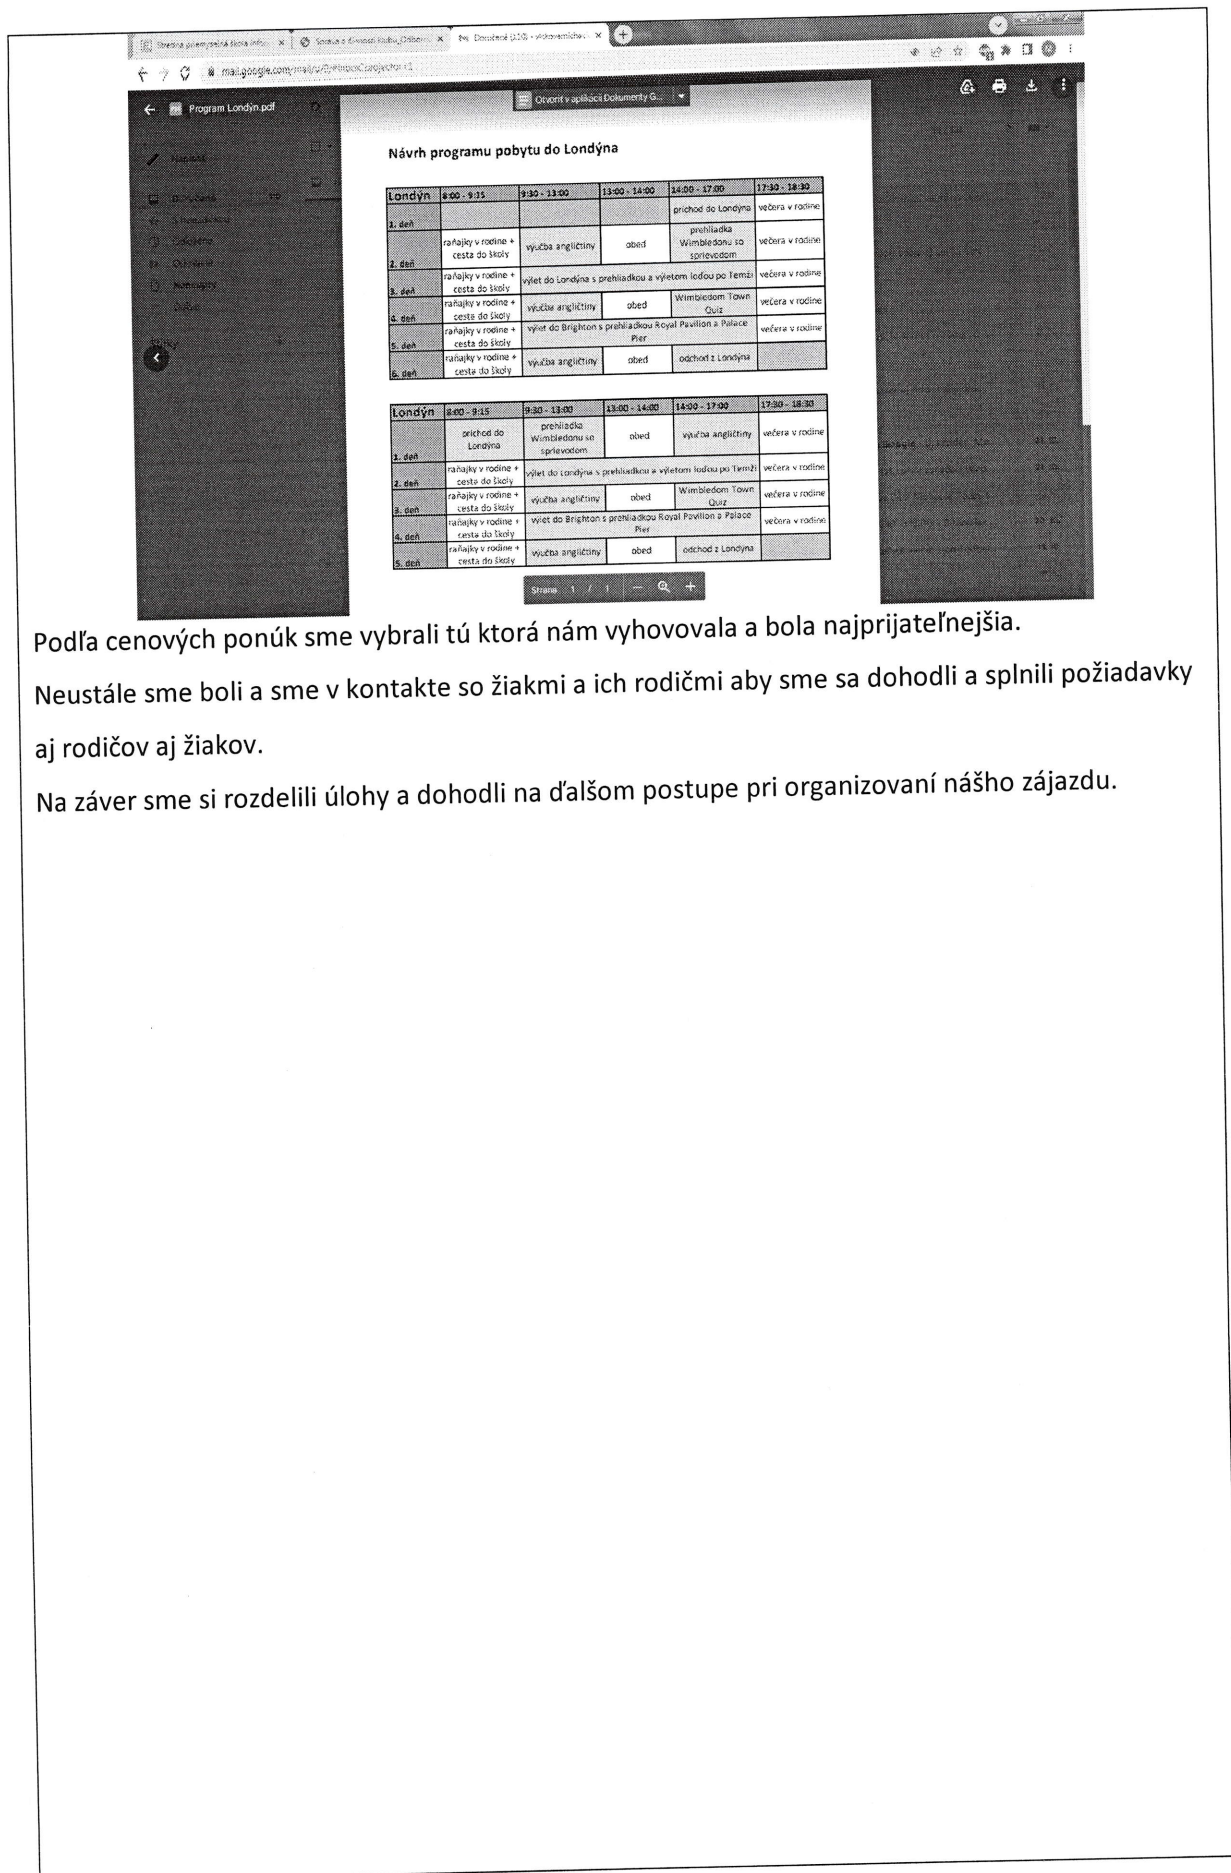 Program Londýn.pdf
Otvoriť v aplikácii Dokumenty G...
Návrh programu pobytu do Londýna
Londýn 8:00 - 9:15 9:30 - 13:00 13:00 - 14:00 14:00 - 17:00 17:30 - 18:30
1. deň príchod do Londýna večera v rodine
2. deň raňajky v rodine + cesta do školy výučba angličtiny obed prehliadka Wimbledonu so sprievodom večera v rodine
3. deň raňajky v rodine + cesta do školy výlet do Londýna s prehliadkou a výletom loďou po Temži večera v rodine
4. deň raňajky v rodine + cesta do školy výučba angličtiny obed Wimbledom Town Quiz večera v rodine
5. deň raňajky v rodine + cesta do školy výlet do Brighton s prehliadkou Royal Pavilion a Palace Pier večera v rodine
6. deň raňajky v rodine + cesta do školy výučba angličtiny obed odchod z Londýna
Londýn 8:00 - 9:15 9:30 - 13:00 13:00 - 14:00 14:00 - 17:00 17:30 - 18:30
1. deň príchod do Londýna prehliadka Wimbledonu so sprievodom obed výučba angličtiny večera v rodine
2. deň raňajky v rodine + cesta do školy výlet do Londýna s prehliadkou a výletom loďou po Temži večera v rodine
3. deň raňajky v rodine + cesta do školy výučba angličtiny obed Wimbledom Town Quiz večera v rodine
4. deň raňajky v rodine + cesta do školy výlet do Brighton s prehliadkou Royal Pavilion a Palace Pier večera v rodine
5. deň raňajky v rodine + cesta do školy výučba angličtiny obed odchod z Londýna
Strana 1 / 1
Podľa cenových ponúk sme vybrali tú ktorá nám vyhovovala a bola najprijateľnejšia.
Neustále sme boli a sme v kontakte so žiakmi a ich rodičmi aby sme sa dohodli a splnili požiadavky
aj rodičov aj žiakov.
Na záver sme si rozdelili úlohy a dohodli na ďalšom postupe pri organizovaní nášho zájazdu.